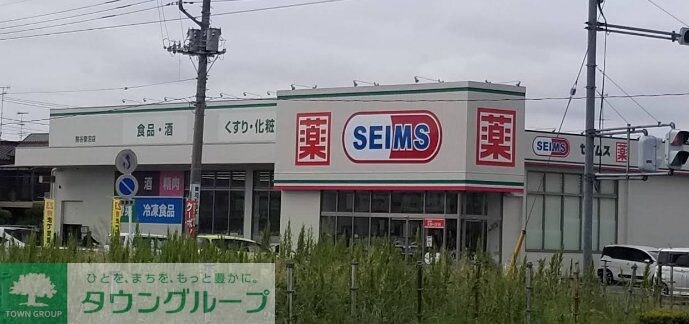 食品・酒
くすり・化粧
薬
SEIMS
薬
SEIMS
セイムス
薬
酒
精肉
冷凍食品
TOWN GROUP
ひとを、まちを、もっと豊かに。
タウングループ